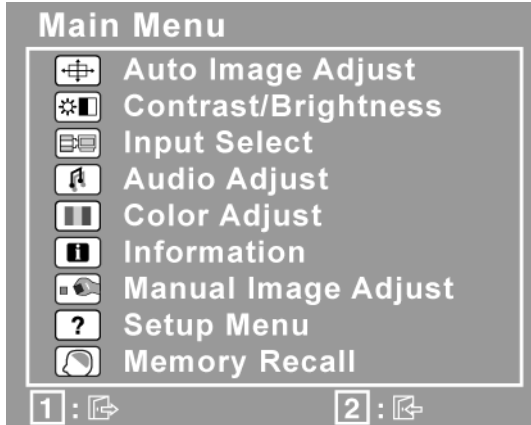 Main Menu
Auto Image Adjust
Contrast/Brightness
Input Select
Audio Adjust
Color Adjust
i Information
Manual Image Adjust
? Setup Menu
Memory Recall
1 : 2 :